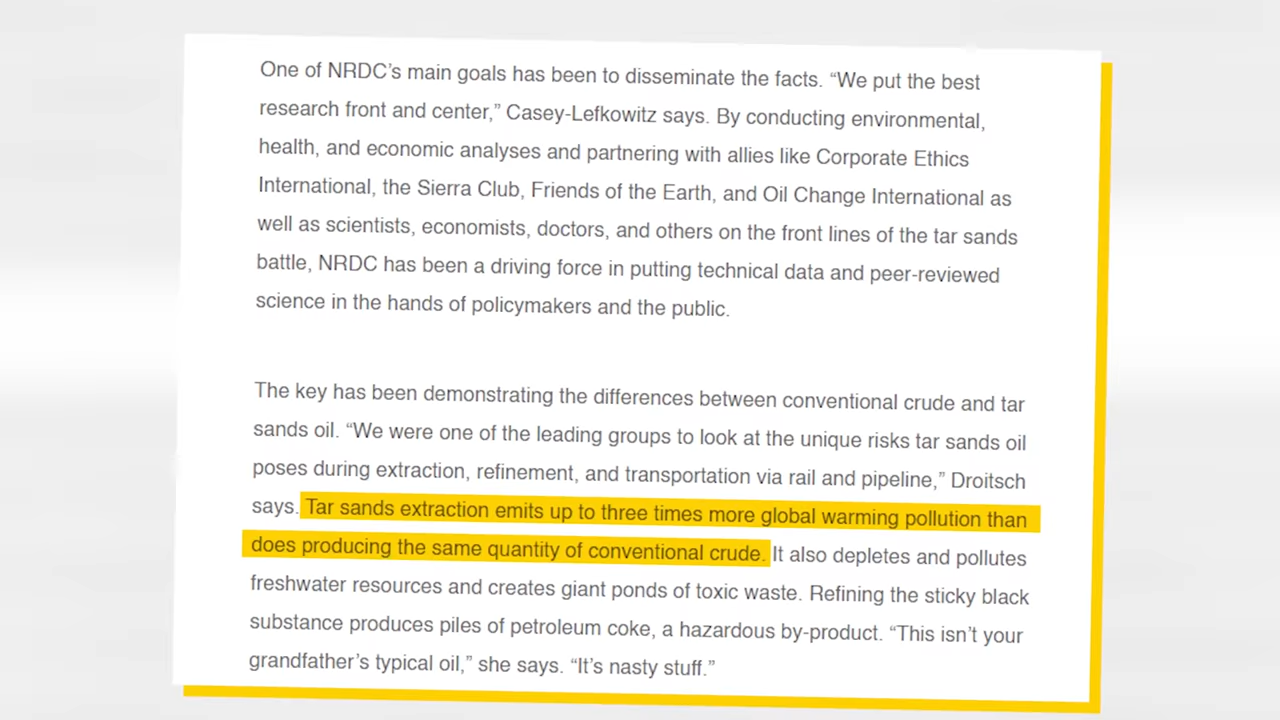 One of NRDC’s main goals has been to disseminate the facts. “We put the best
research front and center,” Casey-Lefkowitz says. By conducting environmental,
health, and economic analyses and partnering with allies like Corporate Ethics
International, the Sierra Club, Friends of the Earth, and Oil Change International as
well as scientists, economists, doctors, and others on the front lines of the tar sands
battle, NRDC has been a driving force in putting technical data and peer-reviewed
science in the hands of policymakers and the public.
The key has been demonstrating the differences between conventional crude and tar
sands oil. “We were one of the leading groups to look at the unique risks tar sands oil
poses during extraction, refinement, and transportation via rail and pipeline,” Droitsch
says. Tar sands extraction emits up to three times more global warming pollution than
does producing the same quantity of conventional crude. It also depletes and pollutes
freshwater resources and creates giant ponds of toxic waste. Refining the sticky black
substance produces piles of petroleum coke, a hazardous by-product. “This isn’t your
grandfather’s typical oil,” she says. “It’s nasty stuff.”